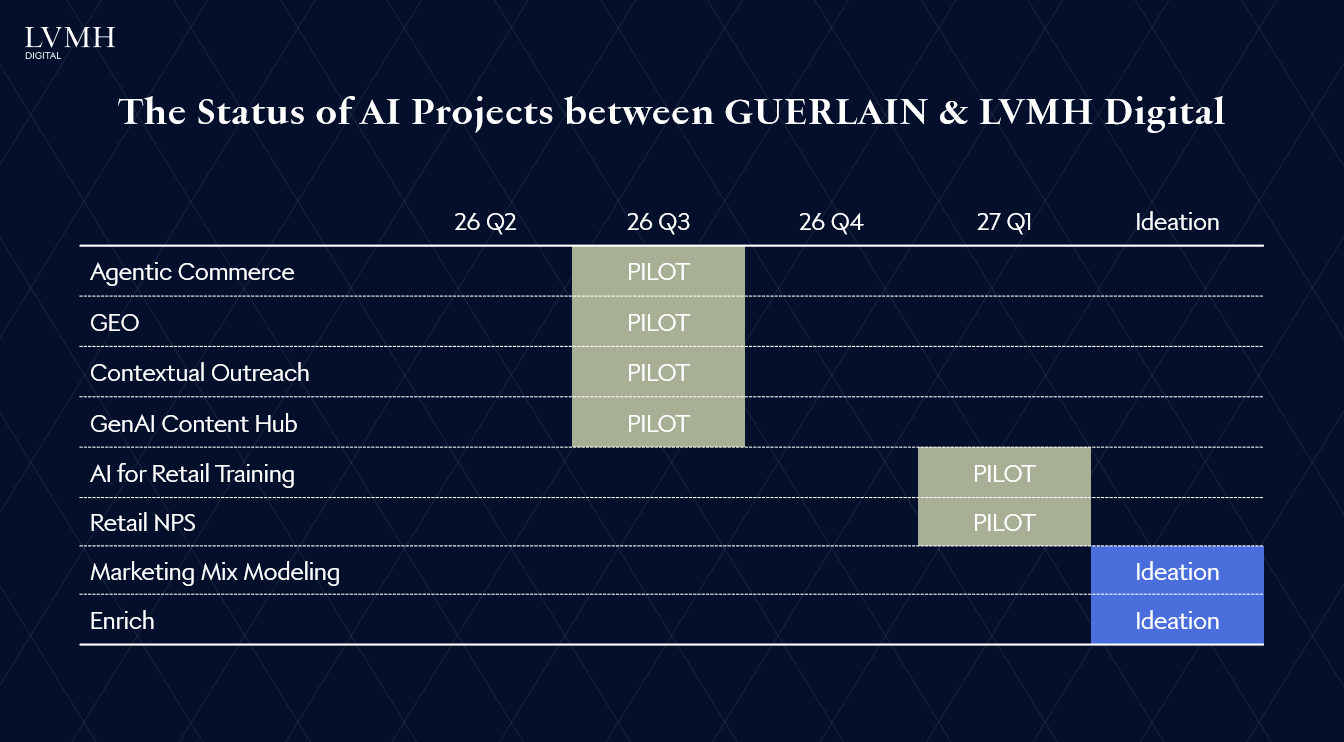 LVMH
DIGITAL
The Status of AI Projects between GUERLAIN & LVMH Digital
26 Q2 26 Q3 26 Q4 27 Q1 Ideation
Agentic Commerce PILOT
GEO PILOT
Contextual Outreach PILOT
GenAI Content Hub PILOT
AI for Retail Training PILOT
Retail NPS PILOT
Marketing Mix Modeling Ideation
Enrich Ideation